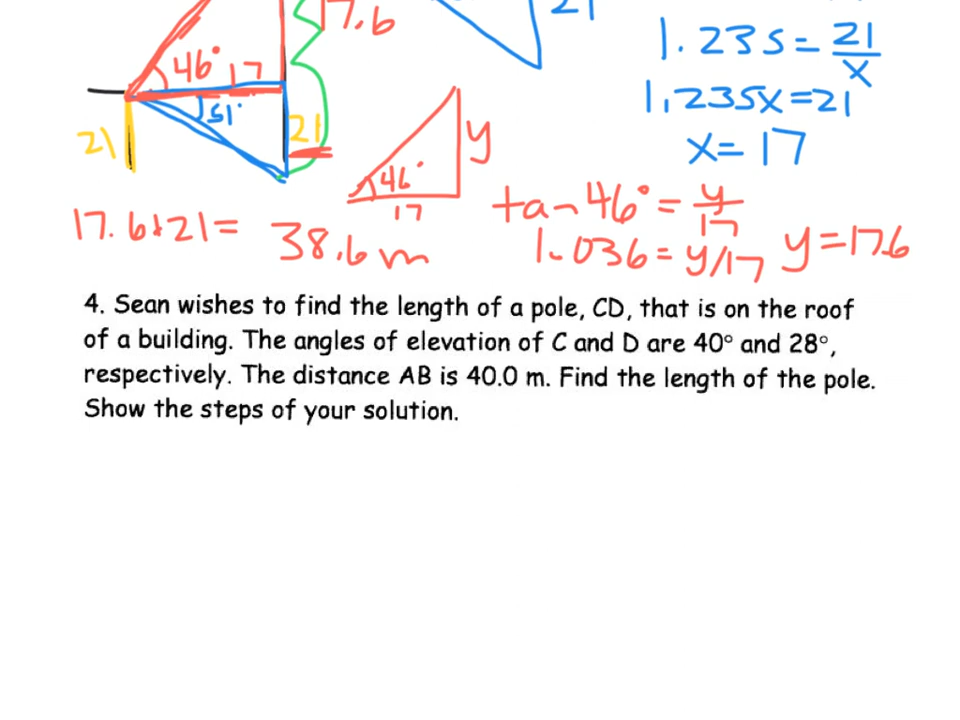 17.6
21
1.235=21/x
46°
17
1.235x=21
51°
21
21
y
x=17
46°
17
tan46°=y/17
17.6+21=
38.6m
1.036=y/17
y=17.6
4. Sean wishes to find the length of a pole, CD, that is on the roof
of a building. The angles of elevation of C and D are 40° and 28°,
respectively. The distance AB is 40.0 m. Find the length of the pole.
Show the steps of your solution.